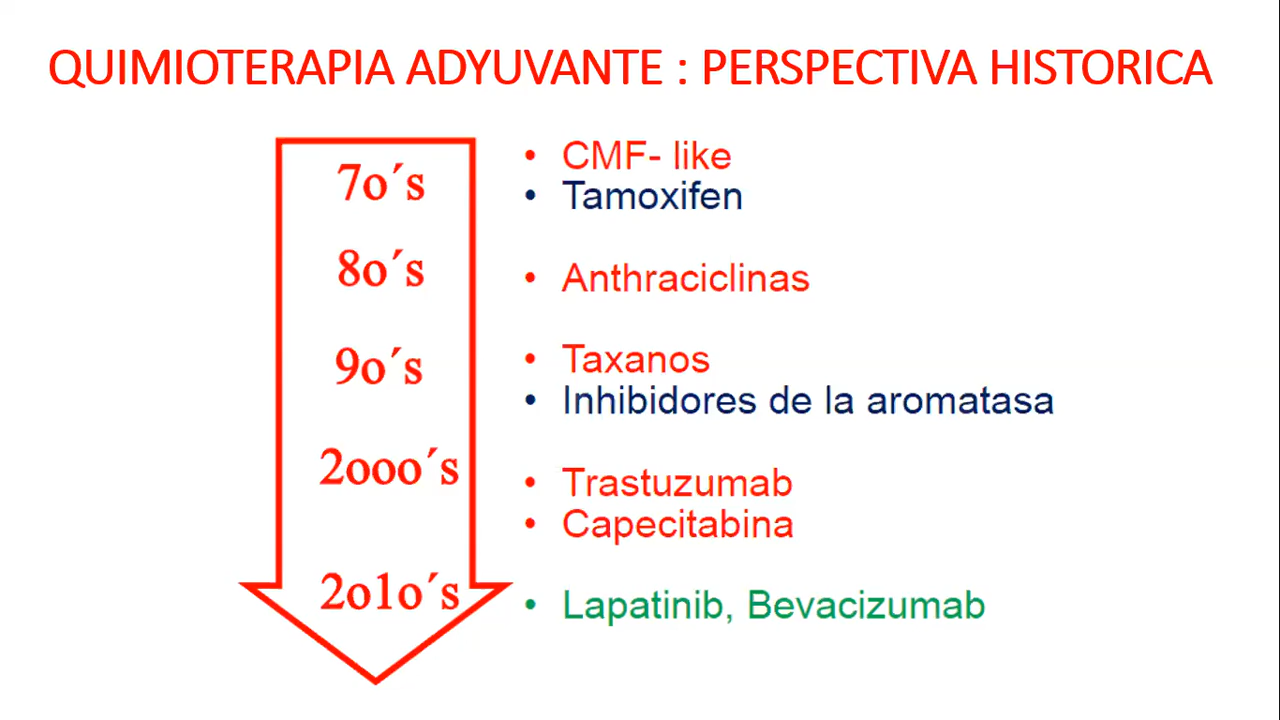 QUIMIOTERAPIA ADYUVANTE : PERSPECTIVA HISTORICA
7o´s
• CMF- like
• Tamoxifen
8o´s
• Anthraciclinas
9o´s
• Taxanos
• Inhibidores de la aromatasa
2ooo´s
• Trastuzumab
• Capecitabina
2o1o´s
• Lapatinib, Bevacizumab